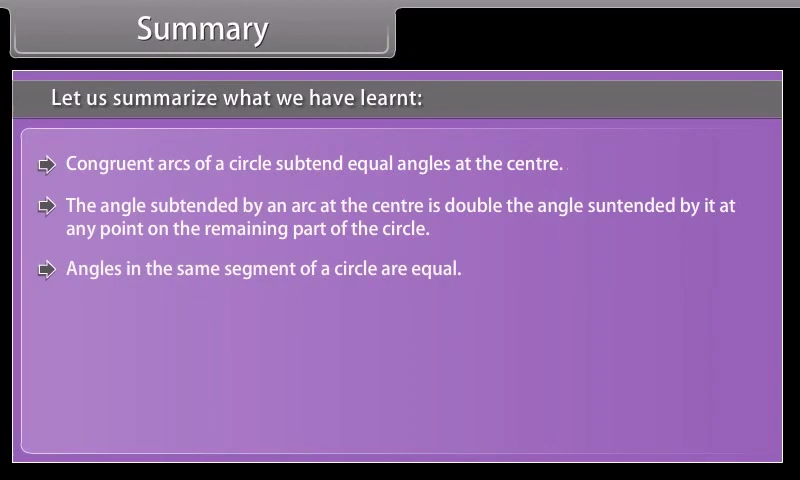 Summary
Let us summarize what we have learnt:
Congruent arcs of a circle subtend equal angles at the centre.
The angle subtended by an arc at the centre is double the angle suntended by it at
any point on the remaining part of the circle.
Angles in the same segment of a circle are equal.